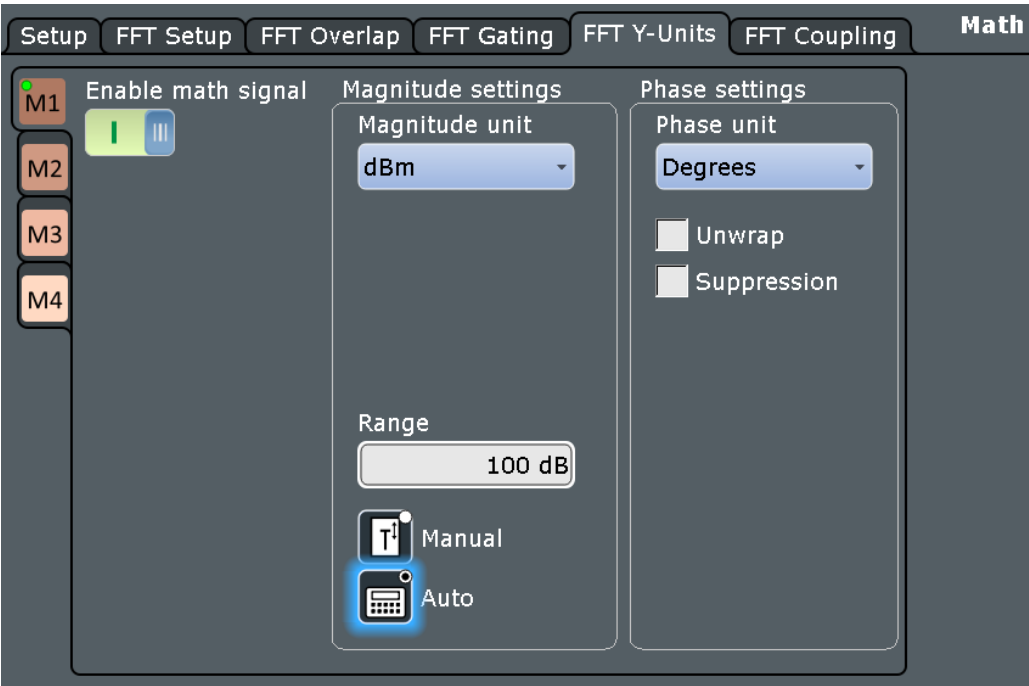 Setup FFT Setup FFT Overlap FFT Gating FFT Y-Units FFT Coupling Math
M1 Enable math signal Magnitude settings Phase settings
Magnitude unit Phase unit
M2 dBm Degrees
M3 Unwrap
M4 Suppression
Range
100 dB
T Manual
Auto